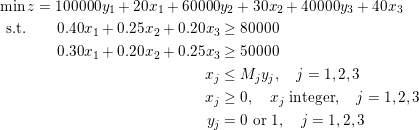 min z = 100000y₁ + 20x₁ + 60000y₂ + 30x₂ + 40000y₃ + 40x₃
s.t. 0.40x₁ + 0.25x₂ + 0.20x₃ ≥ 80000
0.30x₁ + 0.20x₂ + 0.25x₃ ≥ 50000
xⱼ ≤ Mⱼyⱼ, j = 1, 2, 3
xⱼ ≥ 0, xⱼ integer, j = 1, 2, 3
yⱼ = 0 or 1, j = 1, 2, 3